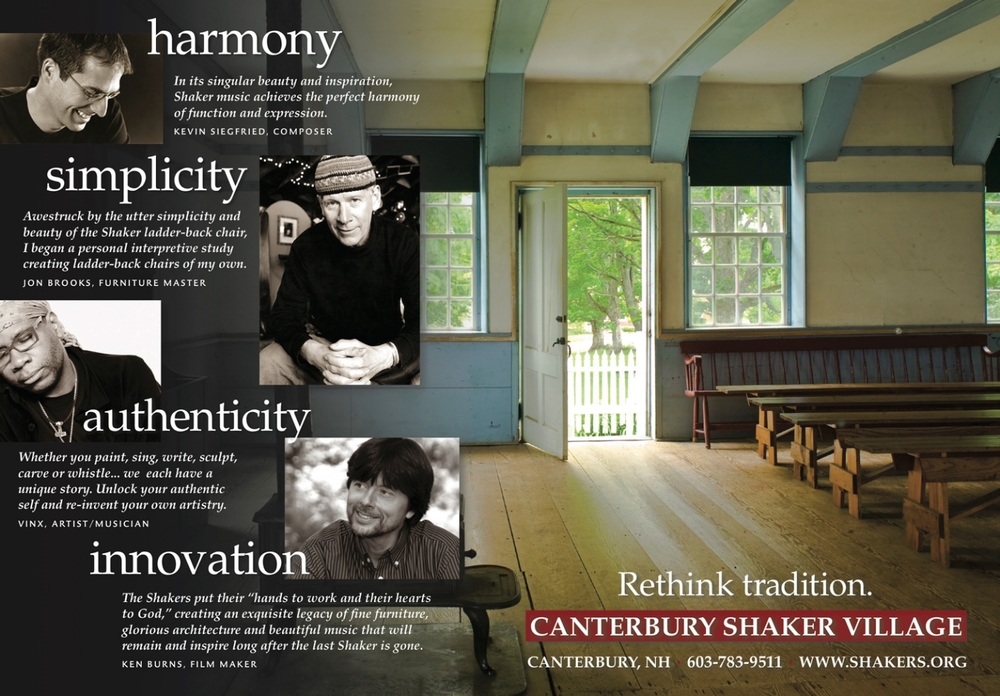 harmony
In its singular beauty and inspiration,
Shaker music achieves the perfect harmony
of function and expression.
KEVIN SIEGFRIED, COMPOSER
simplicity
Awestruck by the utter simplicity and
beauty of the Shaker ladder-back chair,
I began a personal interpretive study
creating ladder-back chairs of my own.
JON BROOKS, FURNITURE MASTER
authenticity
Whether you paint, sing, write, sculpt,
carve or whistle... we each have a
unique story. Unlock your authentic
self and re-invent your own artistry.
VINX, ARTIST/MUSICIAN
innovation
The Shakers put their “hands to work and their hearts
to God,” creating an exquisite legacy of fine furniture,
glorious architecture and beautiful music that will
remain and inspire long after the last Shaker is gone.
KEN BURNS, FILM MAKER
Rethink tradition.
CANTERBURY SHAKER VILLAGE
CANTERBURY, NH 603-783-9511 WWW.SHAKERS.ORG